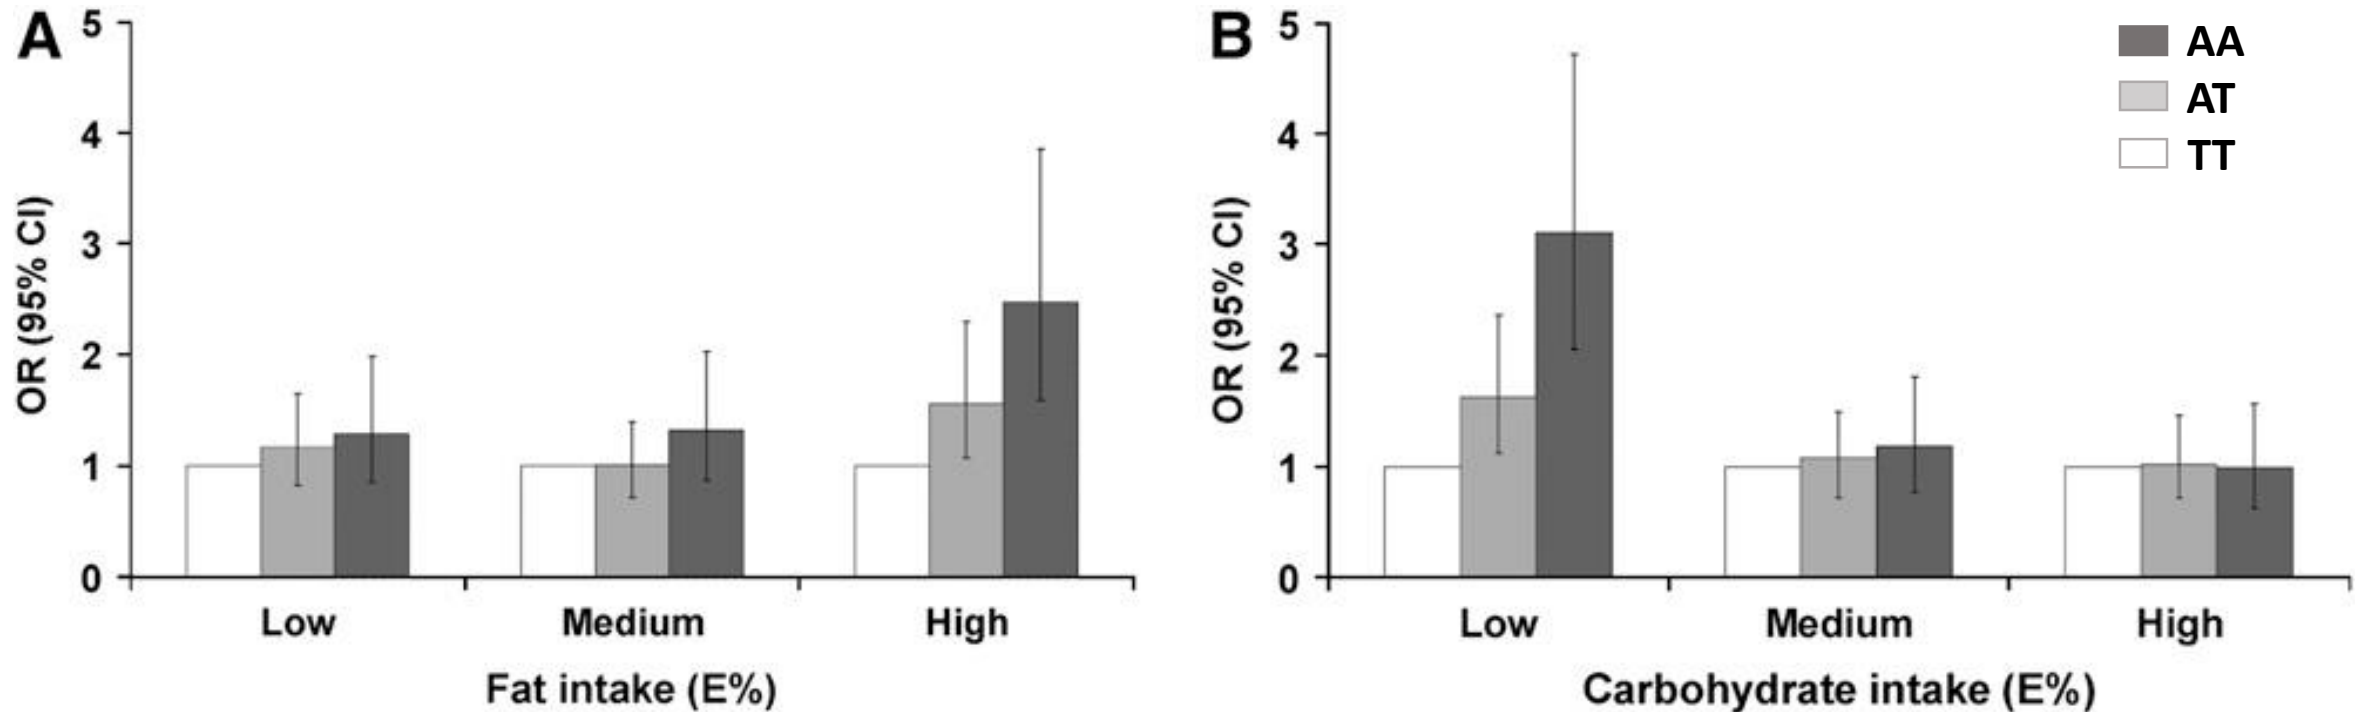 A
5
4
3
2
1
0
OR (95% CI)
Low Medium High
Fat intake (E%)
B
5
4
3
2
1
0
OR (95% CI)
Low Medium High
Carbohydrate intake (E%)
AA
AT
TT